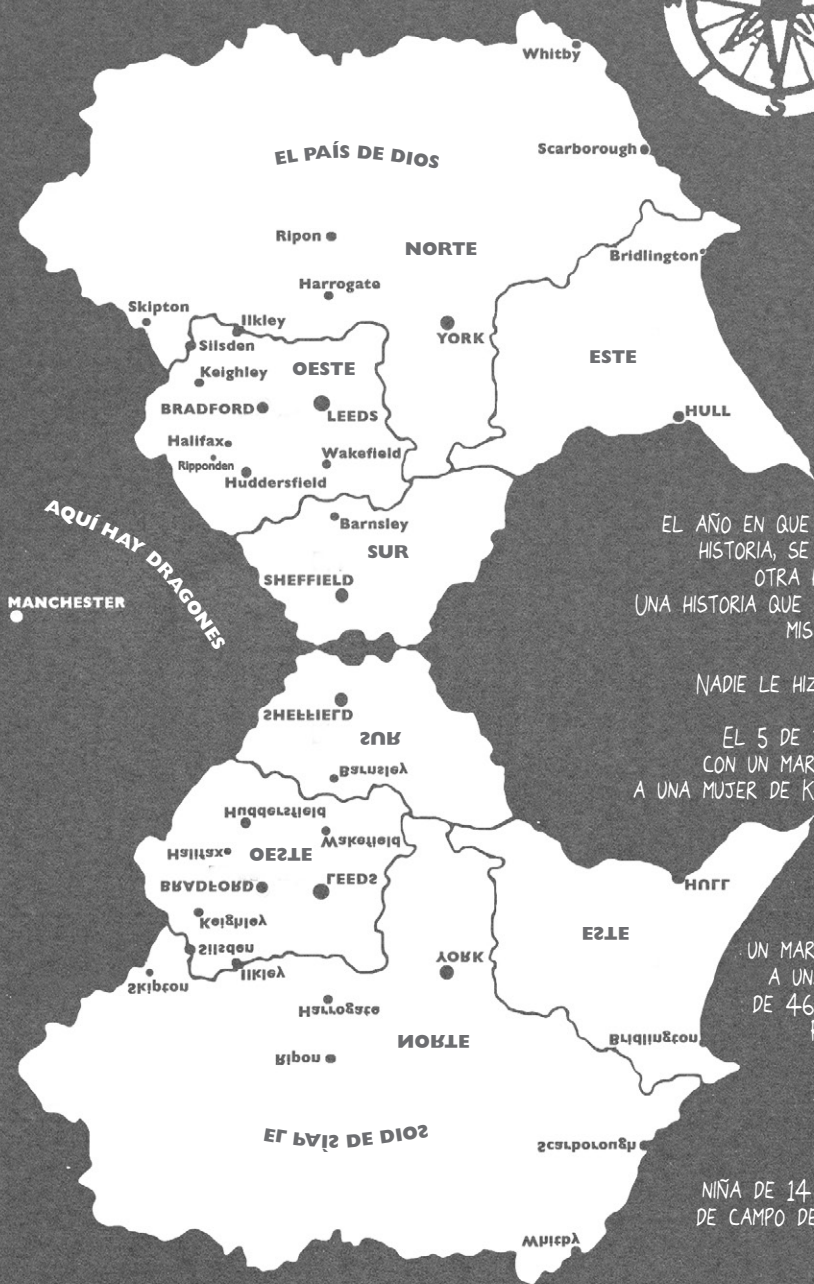 Whitby
S
Scarborough
EL PAÍS DE DIOS
Ripon
NORTE
Bridlington
Harrogate
Skipton
Ilkley
YORK
Silsden
ESTE
OESTE
Keighley
BRADFORD
LEEDS
HULL
Halifax
Wakefield
Ripponden
Huddersfield
AQUÍ HAY DRAGONES
Barnsley
SUR
SHEFFIELD
MANCHESTER
EL AÑO EN QUE
HISTORIA, SE
OTRA
UNA HISTORIA QUE
MIS
NADIE LE HIZ
EL 5 DE
CON UN MAR
A UNA MUJER DE K
SHEFFIELD
SUR
Barnsley
Huddersfield
Wakefield
Halifax
OESTE
BRADFORD
LEEDS
HULL
Keighley
ESTE
Silsden
YORK
Ilkley
Skipton
Harrogate
NORTE
Bridlington
Ripon
EL PAÍS DE DIOS
Scarborough
Whitby
UN MAR
A UN
DE 46
NIÑA DE 14
DE CAMPO DE